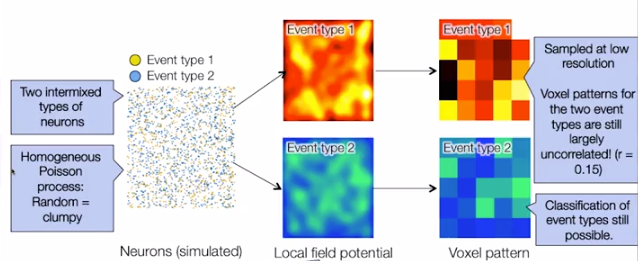 Event type 1
Event type 2
Two intermixed
types of
neurons
Homogeneous
Poisson
process:
Random =
clumpy
Neurons (simulated)
Event type 1
Event type 2
Local field potential
Event type 1
Event type 2
Voxel pattern
Sampled at low
resolution
Voxel patterns for
the two event
types are still
largely
uncorrelated! (r =
0.15)
Classification of
event types still
possible.